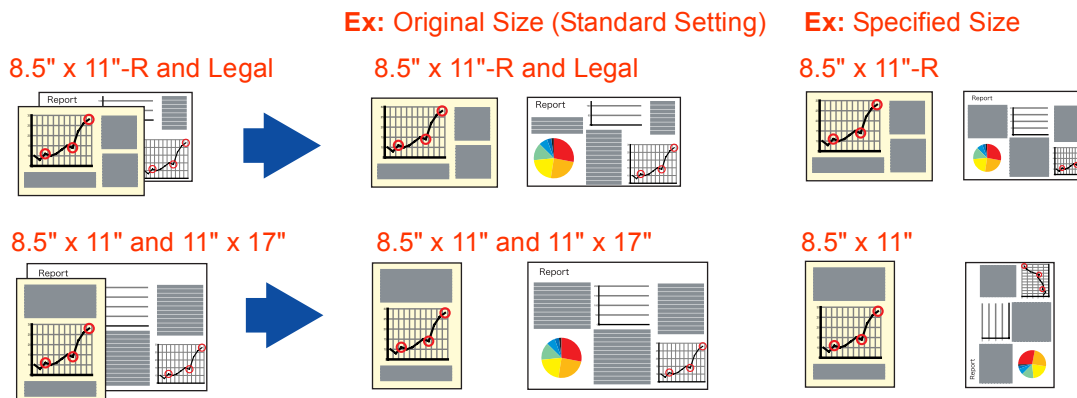 Ex: Original Size (Standard Setting)
Ex: Specified Size
8.5" x 11"-R and Legal
8.5" x 11"-R and Legal
8.5" x 11"-R
Report
Report
Report
8.5" x 11" and 11" x 17"
8.5" x 11" and 11" x 17"
8.5" x 11"
Report
Report
Report